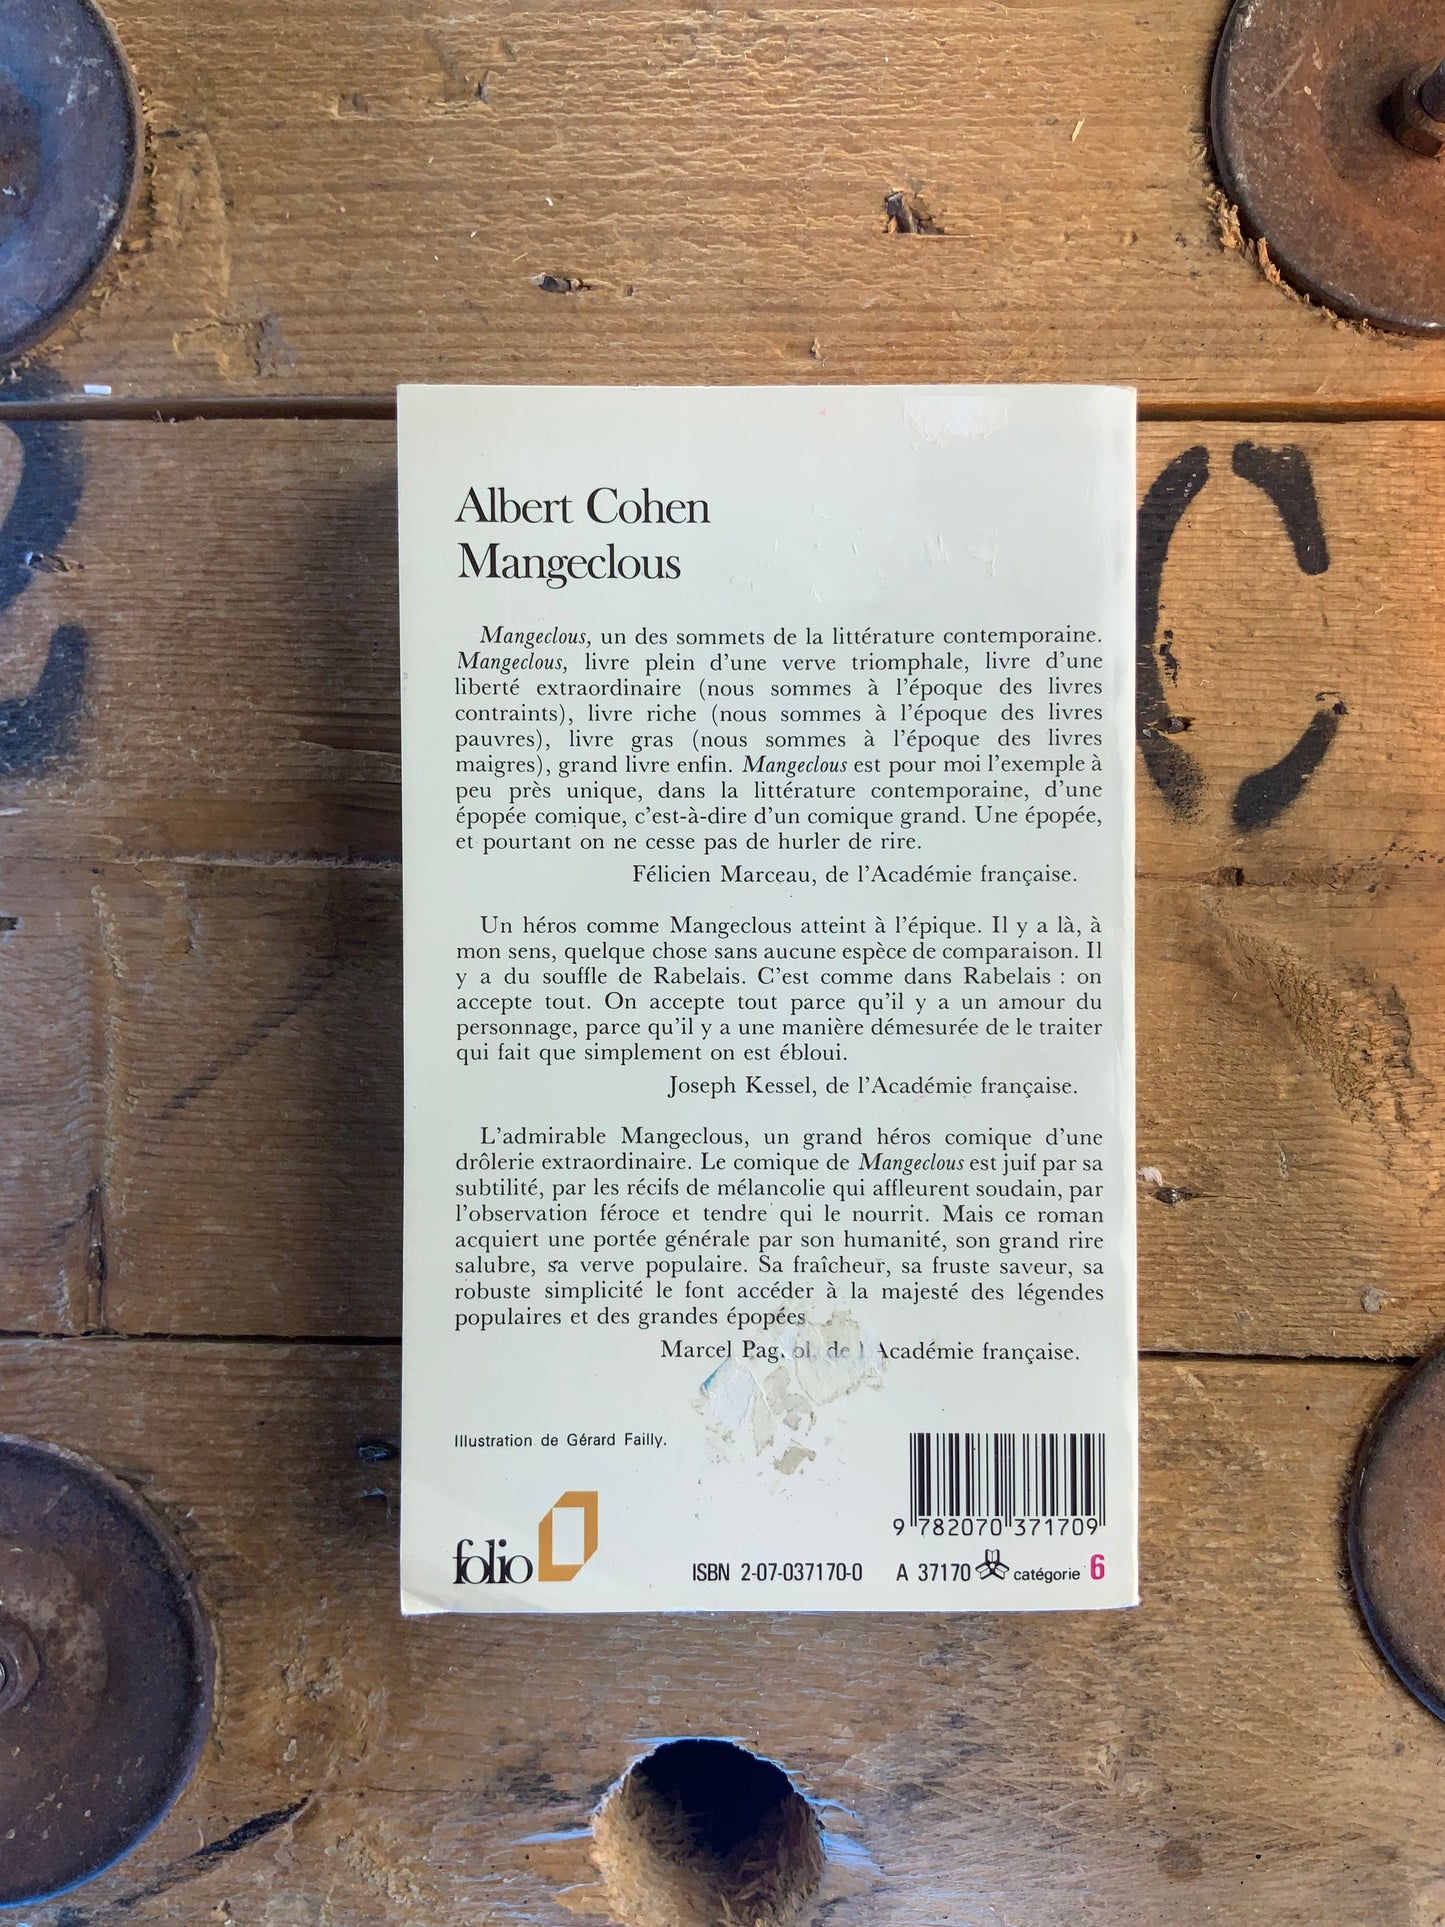 Albert Cohen
Mangeclous
Mangeclous, un des sommets de la littérature contemporaine.
Mangeclous, livre plein d'une verve triomphale, livre d'une
liberté extraordinaire (nous sommes à l'époque des livres
contraints), livre riche (nous sommes à l'époque des livres
pauvres), livre gras (nous sommes à l'époque des livres
maigres), grand livre enfin. Mangeclous est pour moi l'exemple à
peu près unique, dans la littérature contemporaine, d'une
épopée comique, c'est-à-dire d'un comique grand. Une épopée,
et pourtant on ne cesse pas de hurler de rire.
Félicien Marceau, de l'Académie française.
Un héros comme Mangeclous atteint à l'épique. Il y a là, à
mon sens, quelque chose sans aucune espèce de comparaison. Il
y a du souffle de Rabelais. C'est comme dans Rabelais : on
accepte tout. On accepte tout parce qu'il y a un amour du
personnage, parce qu'il y a une manière démesurée de le traiter
qui fait que simplement on est ébloui.
Joseph Kessel, de l'Académie française.
L'admirable Mangeclous, un grand héros comique d'une
drôlerie extraordinaire. Le comique de Mangeclous est juif par sa
subtilité, par les récifs de mélancolie qui affleurent soudain, par
l'observation féroce et tendre qui le nourrit. Mais ce roman
acquiert une portée générale par son humanité, son grand rire
salubre, sa verve populaire. Sa fraîcheur, sa fruste saveur, sa
robuste simplicité le font accéder à la majesté des légendes
populaires et des grandes épopées
Marcel Pagnol, de l'Académie française.
Illustration de Gérard Failly.
9 782070 371709
folio
ISBN 2-07-037170-0 A 37170 catégorie 6
C